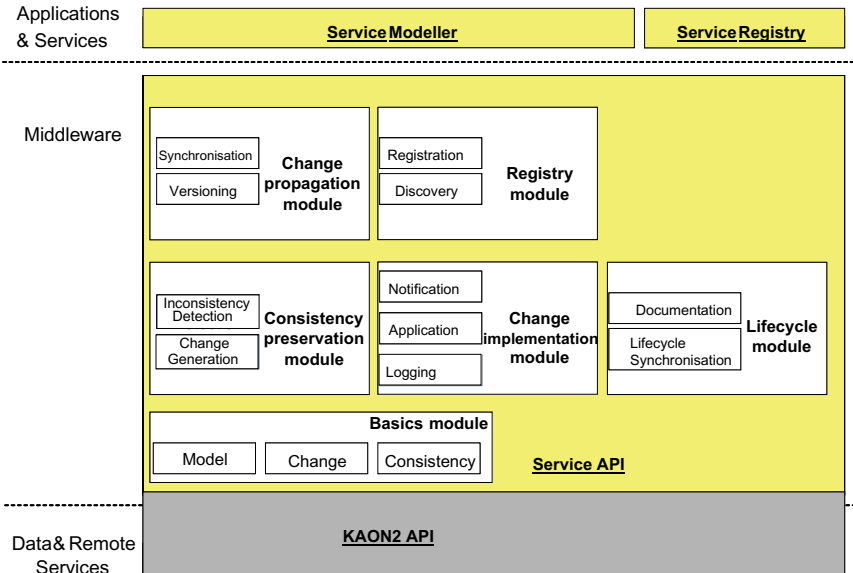 Applications
& Services
Service Modeller
Service Registry
Middleware
Synchronisation
Versioning
Change
propagation
module
Registration
Discovery
Registry
module
Inconsistency
Detection
Change
Generation
Consistency
preservation
module
Notification
Application
Logging
Change
implementation
module
Documentation
Lifecycle
Synchronisation
Lifecycle
module
Basics module
Model
Change
Consistency
Service API
Data& Remote
Services
KAON2 API